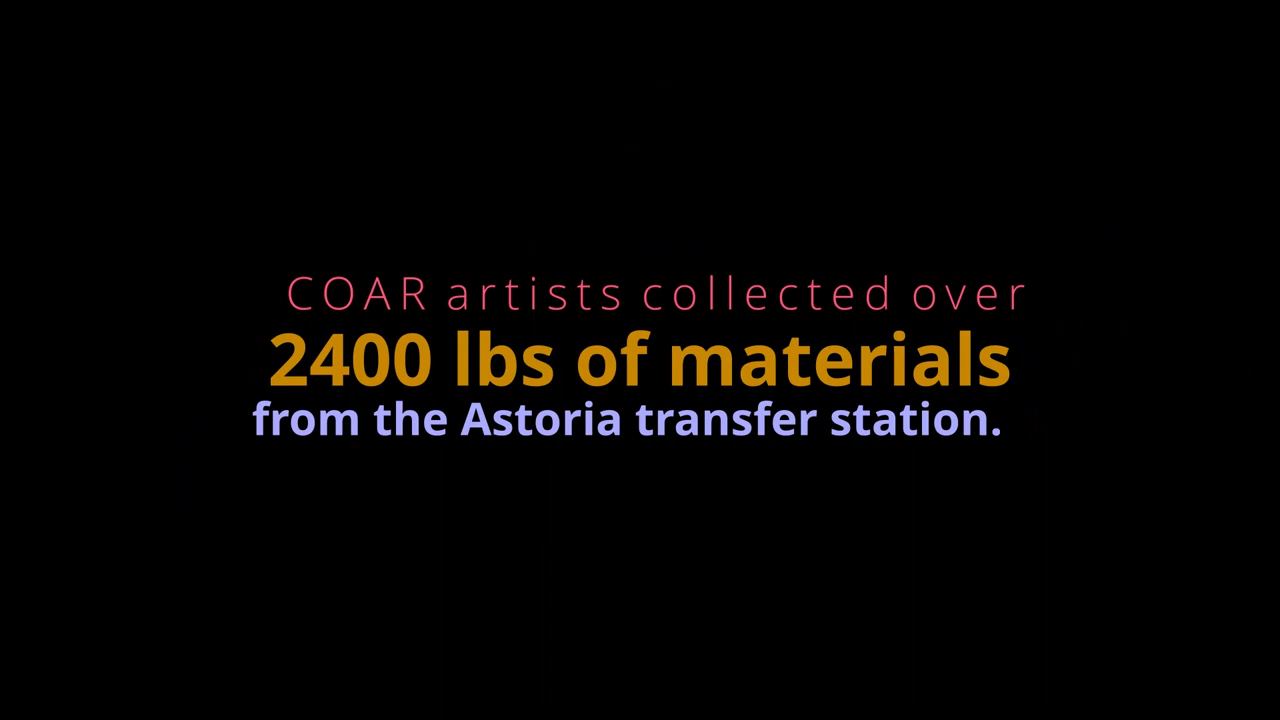 COAR artists collected over
2400 lbs of materials
from the Astoria transfer station.